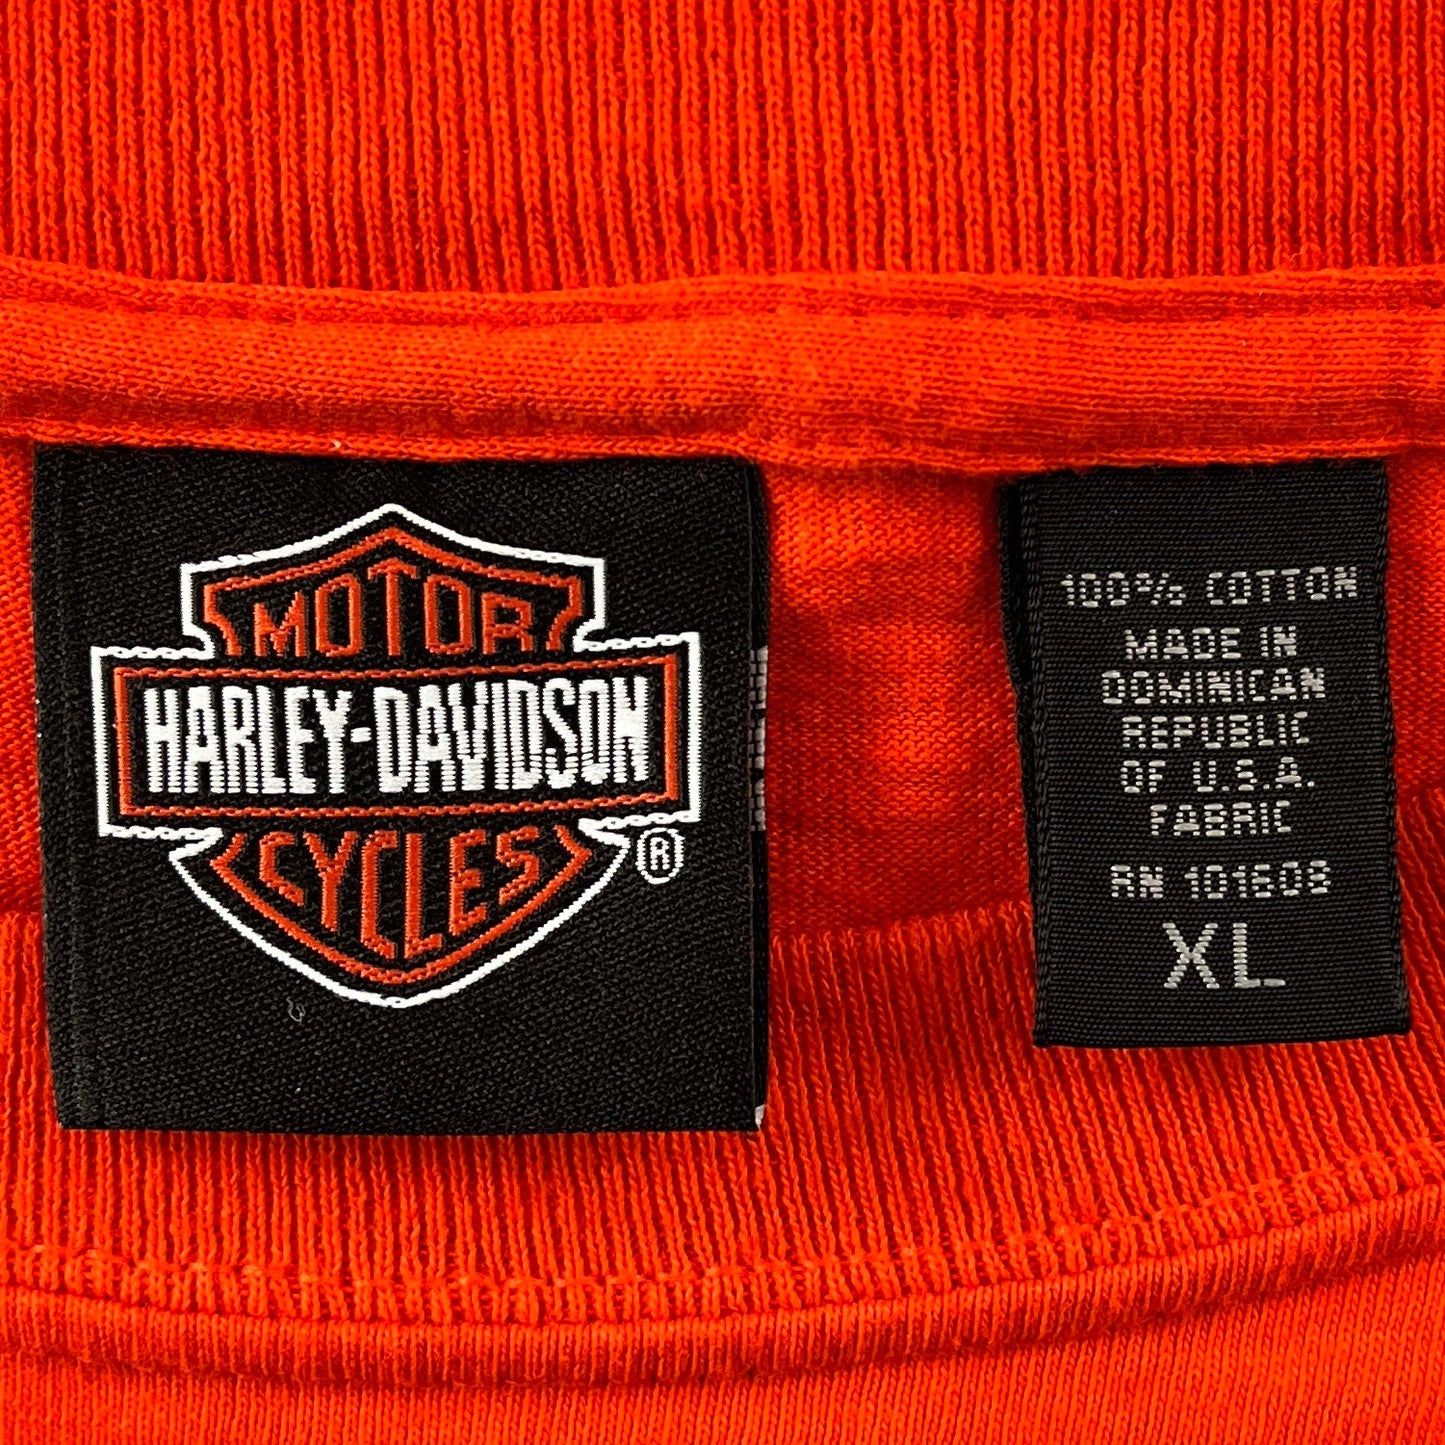 MOTOR
HARLEY-DAVIDSON
CYCLES
®
100% COTTON
MADE IN
DOMINICAN
REPUBLIC
OF U.S.A.
FABRIC
RN 101608
XL